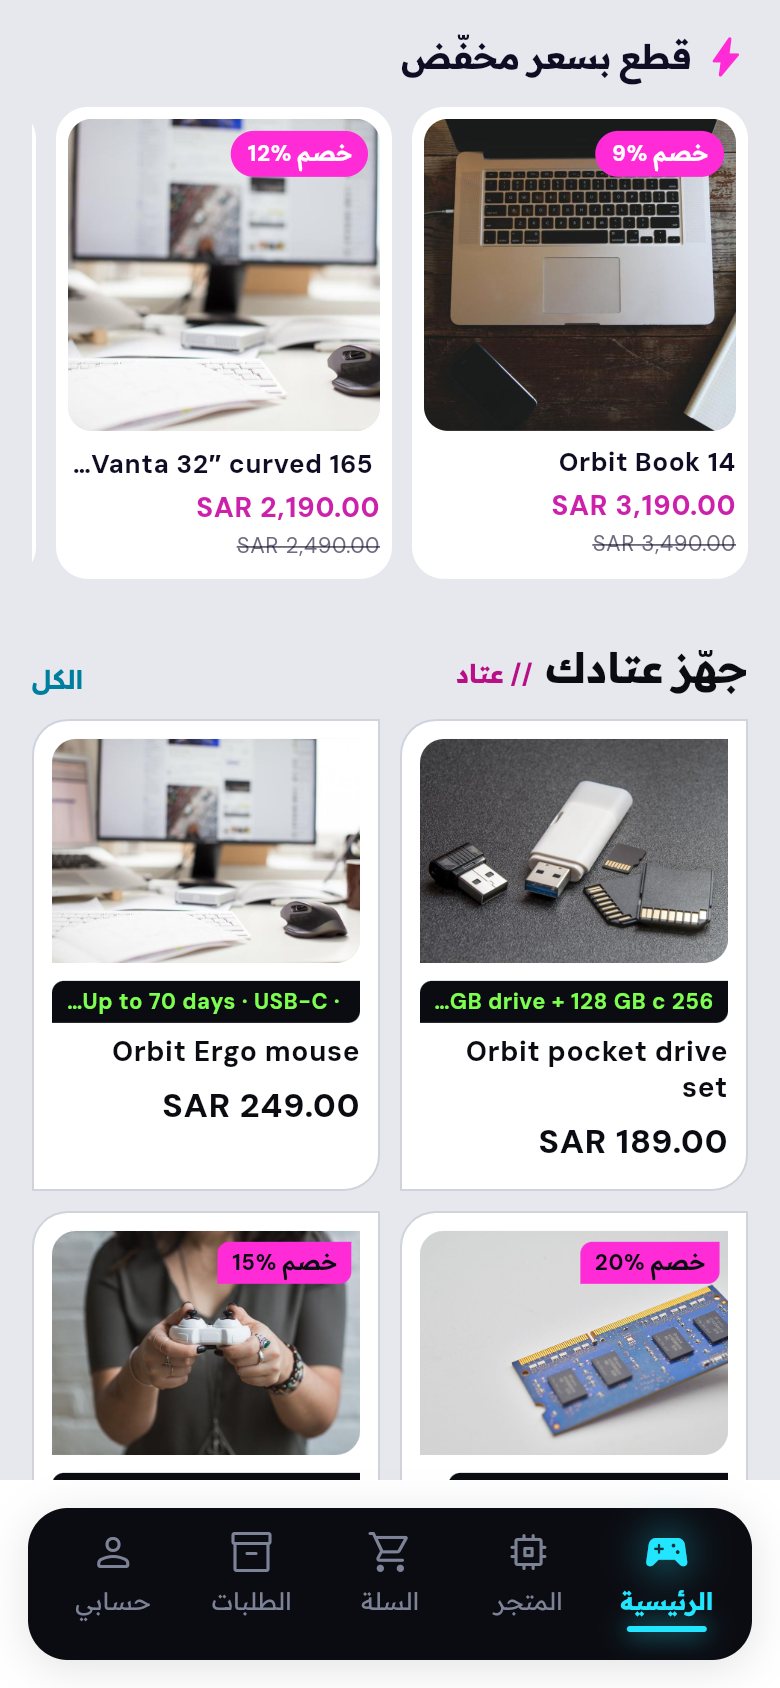 قطع بسعر مخفّض
خصم 9%
Orbit Book 14
SAR 3,190.00
SAR 3,490.00
خصم 12%
Vanta 32″ curved 165...
SAR 2,190.00
SAR 2,490.00
جهّز عتادك // عتاد
الكل
256 GB drive + 128 GB c...
Orbit pocket drive
set
SAR 189.00
Up to 70 days · USB-C ·...
Orbit Ergo mouse
SAR 249.00
خصم 20%
خصم 15%
الرئيسية
المتجر
السلة
الطلبات
حسابي